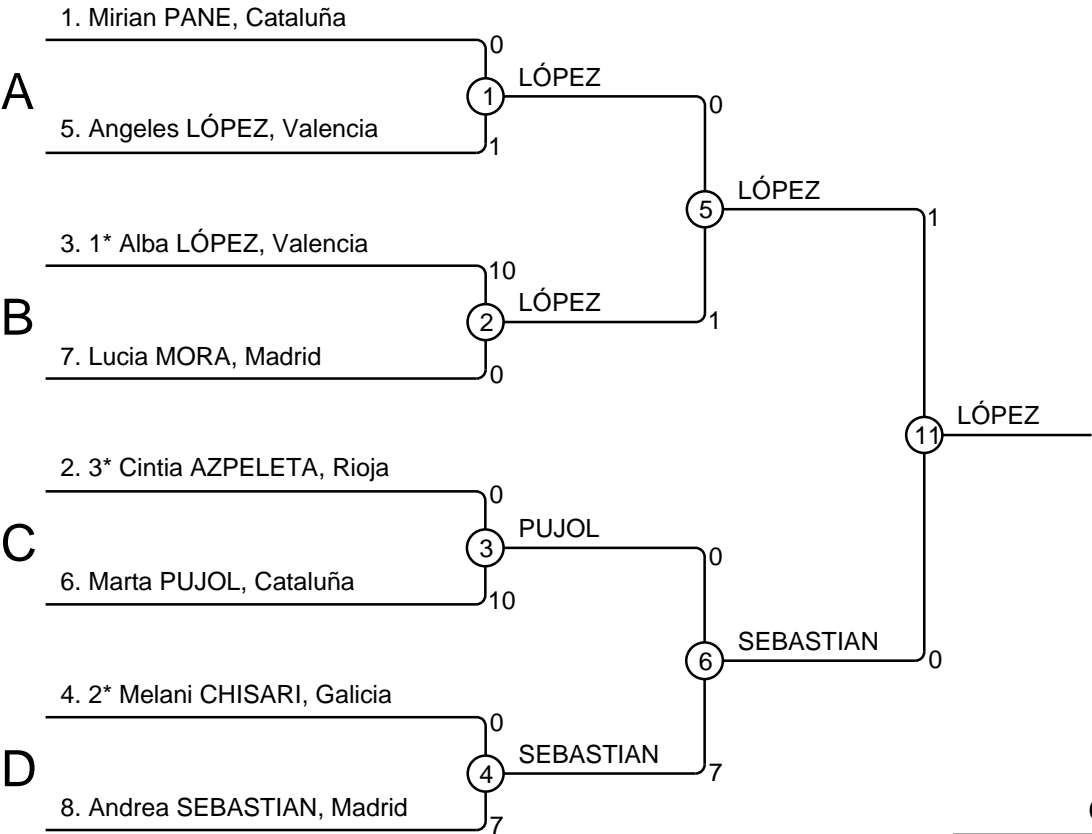 1. Mirian PANE, Cataluña
0
LÓPEZ
A
1
0
5. Angeles LÓPEZ, Valencia
1
LÓPEZ
5
1
3. 1* Alba LÓPEZ, Valencia
10
LÓPEZ
B
2
1
7. Lucia MORA, Madrid
0
LÓPEZ
11
2. 3* Cintia AZPELETA, Rioja
0
PUJOL
C
3
0
6. Marta PUJOL, Cataluña
10
SEBASTIAN
6
0
4. 2* Melani CHISARI, Galicia
0
SEBASTIAN
D
4
7
8. Andrea SEBASTIAN, Madrid
7